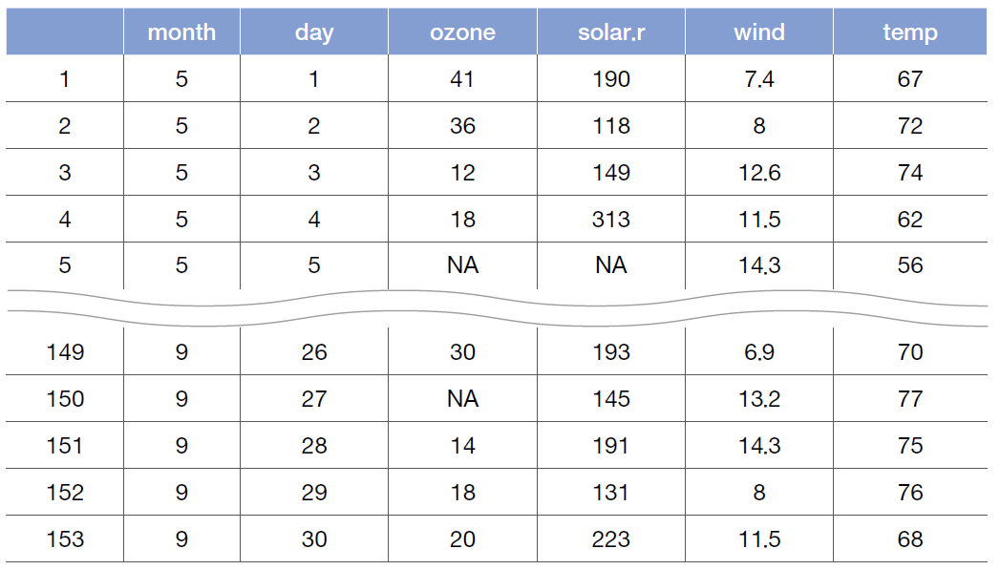 month day ozone solar.r wind temp
1 5 1 41 190 7.4 67
2 5 2 36 118 8 72
3 5 3 12 149 12.6 74
4 5 4 18 313 11.5 62
5 5 5 NA NA 14.3 56
149 9 26 30 193 6.9 70
150 9 27 NA 145 13.2 77
151 9 28 14 191 14.3 75
152 9 29 18 131 8 76
153 9 30 20 223 11.5 68